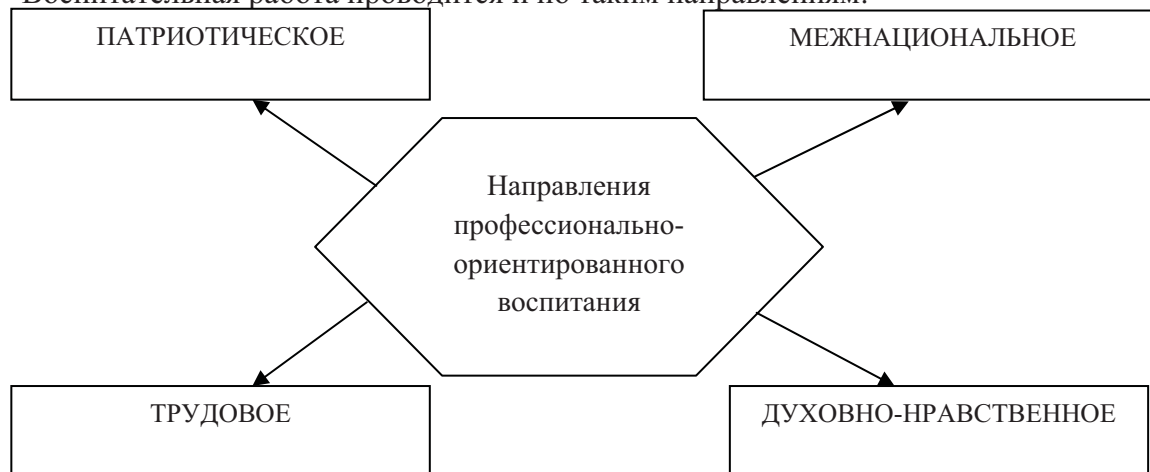 Воспитательная работа проводится и по таким направлениям:
ПАТРИОТИЧЕСКОЕ
МЕЖНАЦИОНАЛЬНОЕ
Направления
профессионально-
ориентированного
воспитания
ТРУДОВОЕ
ДУХОВНО-НРАВСТВЕННОЕ